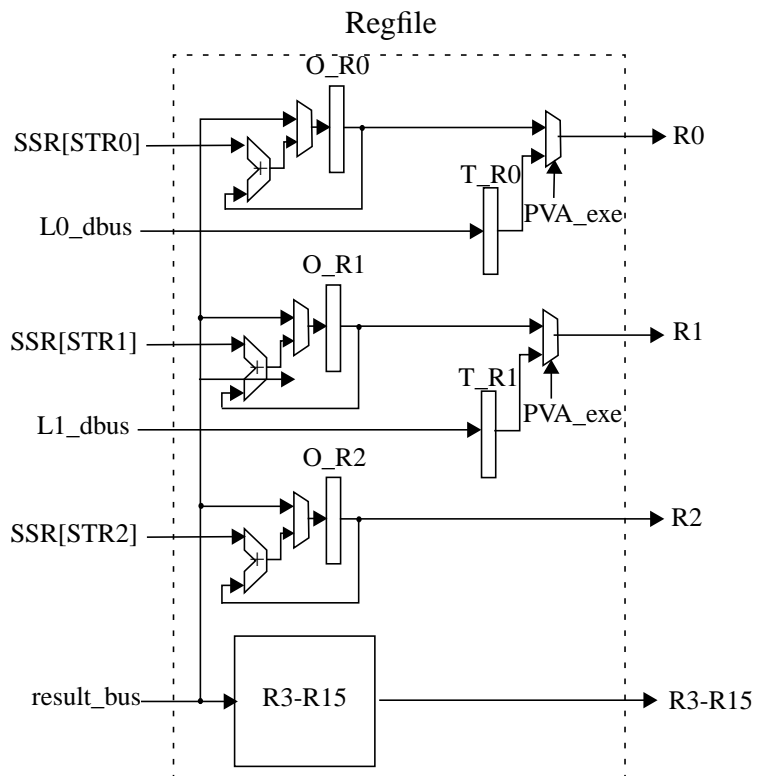 Regfile
O_R0
SSR[STR0]
R0
T_R0
PVA_exe
L0_dbus
O_R1
SSR[STR1]
R1
T_R1
PVA_exe
L1_dbus
O_R2
SSR[STR2]
R2
result_bus
R3-R15
R3-R15